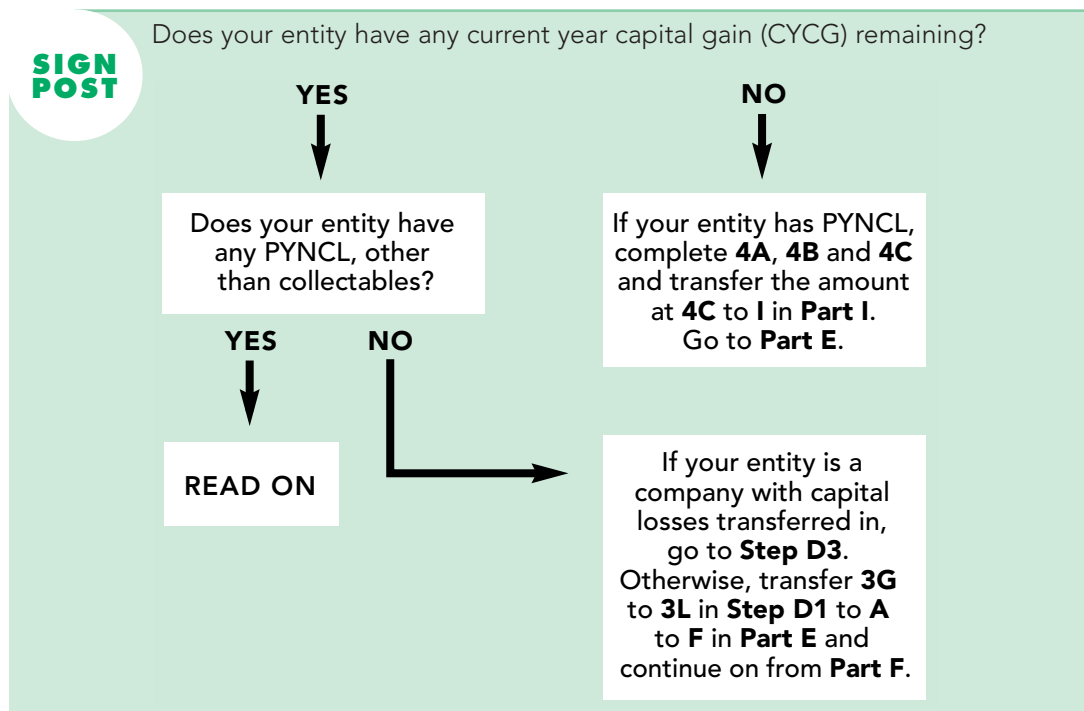 SIGN
POST
Does your entity have any current year capital gain (CYCG) remaining?
YES
NO
Does your entity have
any PYNCL, other
than collectables?
If your entity has PYNCL,
complete 4A, 4B and 4C
and transfer the amount
at 4C to I in Part I.
Go to Part E.
YES
NO
READ ON
If your entity is a
company with capital
losses transferred in,
go to Step D3.
Otherwise, transfer 3G
to 3L in Step D1 to A
to F in Part E and
continue on from Part F.